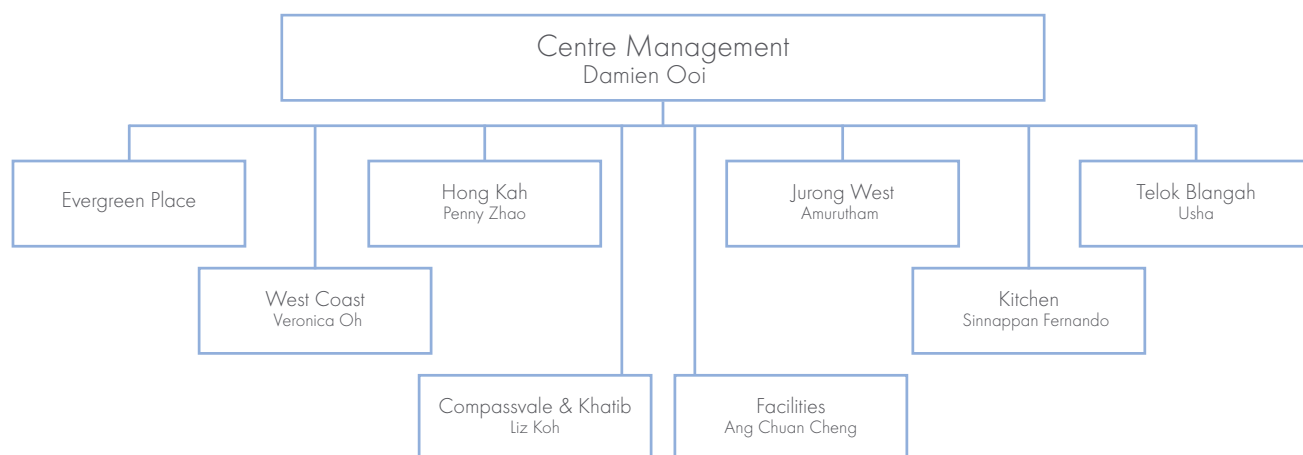 Centre Management
Damien Ooi
Evergreen Place
Hong Kah
Penny Zhao
Jurong West
Amurutham
Telok Blangah
Usha
West Coast
Veronica Oh
Kitchen
Sinnappan Fernando
Compassvale & Khatib
Liz Koh
Facilities
Ang Chuan Cheng